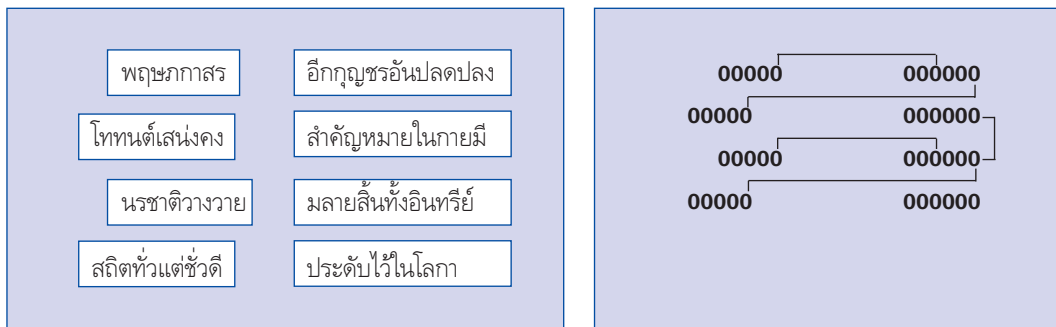 พฤษภกาสร อีกกุญชรอันปลดปลง
โททนต์เสน่งคง สำคัญหมายในกายมี
นรชาติวางวาย มลายสิ้นทั้งอินทรีย์
สถิตทั่วแต่ชั่วดี ประดับไว้ในโลกา
00000 000000
00000 000000
00000 000000
00000 000000